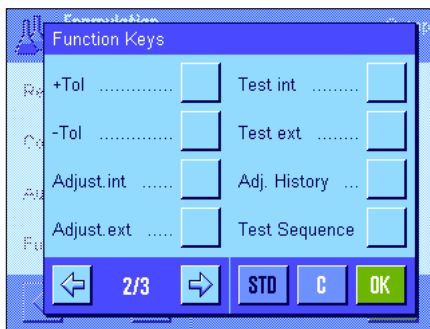 Formulation
Function Keys
+Tol ..............
Test int .........
-Tol ..............
Test ext ........
Adjust.int ......
Adj. History ...
Adjust.ext .....
Test Sequence
2/3
STD
C
OK